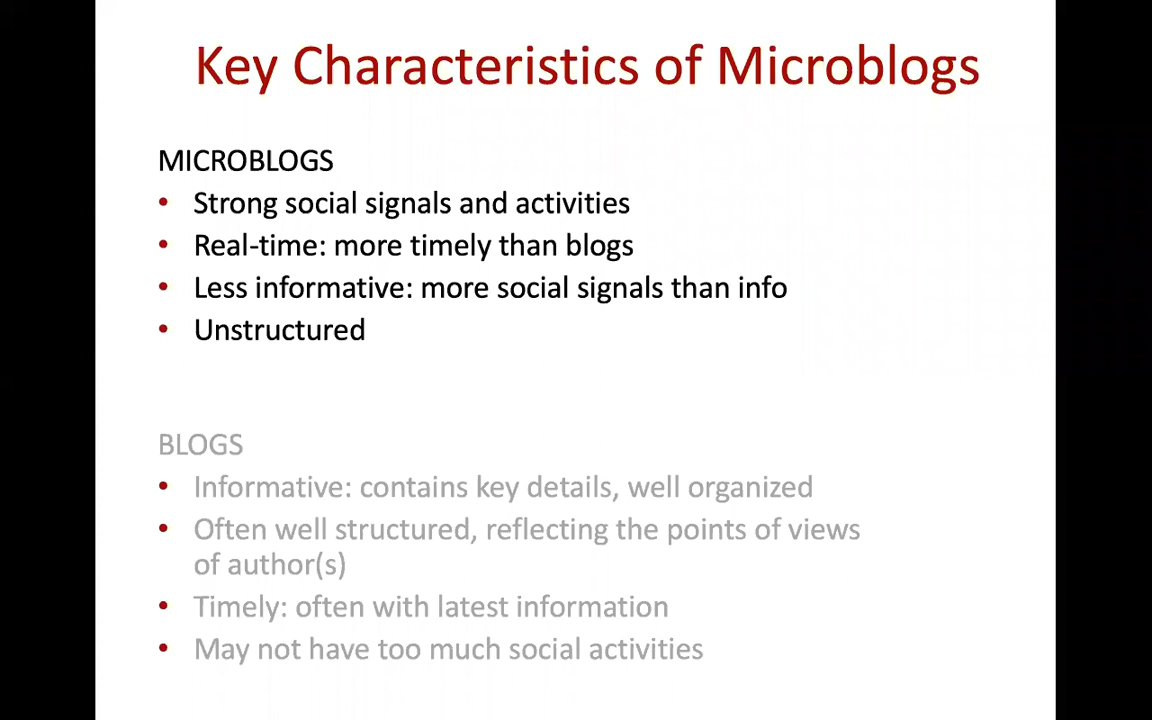 Key Characteristics of Microblogs
MICROBLOGS
• Strong social signals and activities
• Real-time: more timely than blogs
• Less informative: more social signals than info
• Unstructured
BLOGS
• Informative: contains key details, well organized
• Often well structured, reflecting the points of views
of author(s)
• Timely: often with latest information
• May not have too much social activities